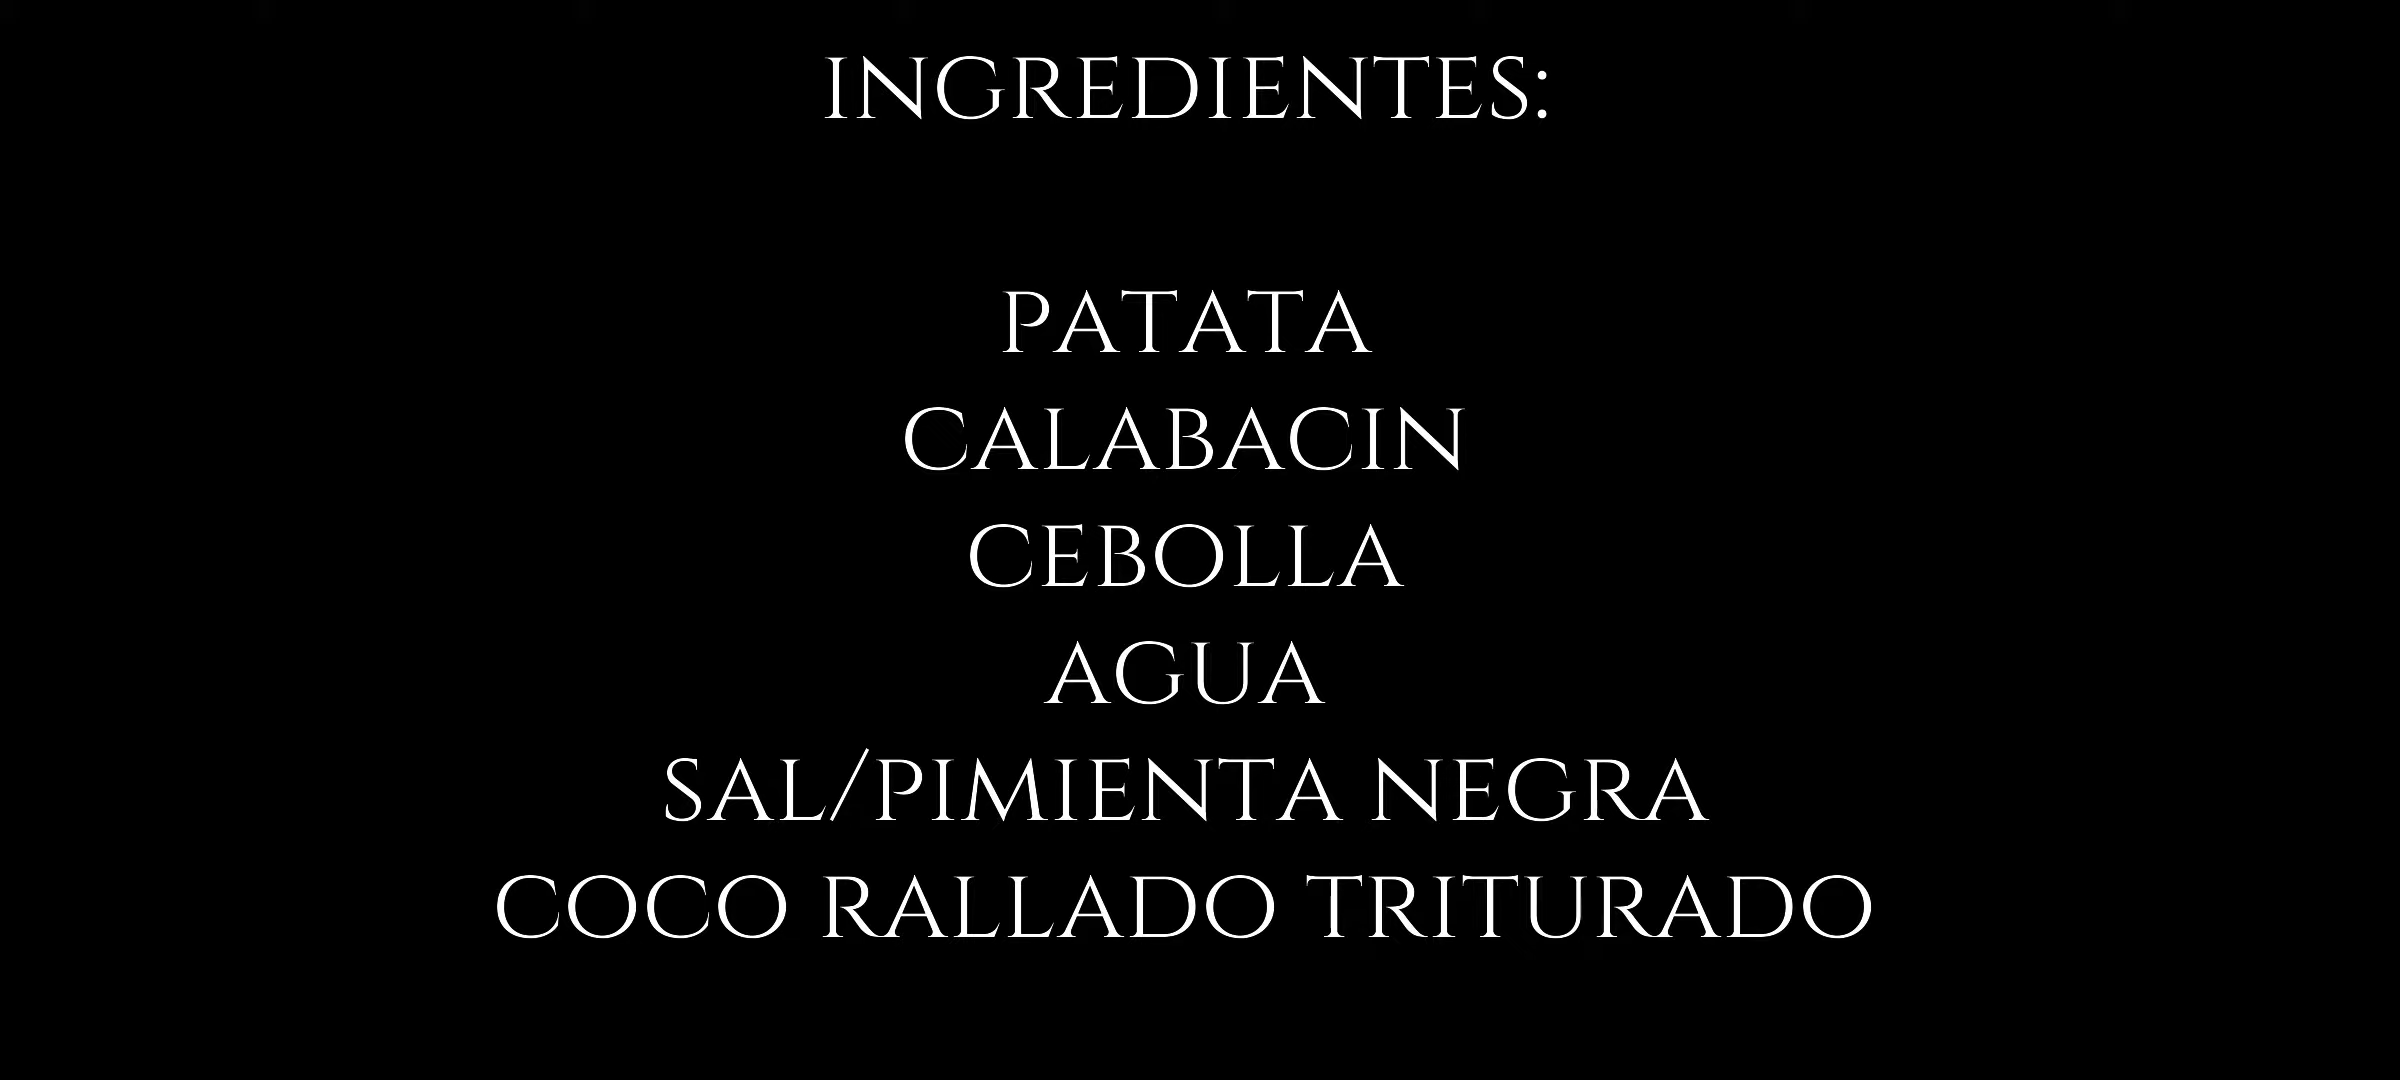 INGREDIENTES:
PATATA
CALABACIN
CEBOLLA
AGUA
SAL/PIMIENTA NEGRA
COCO RALLADO TRITURADO